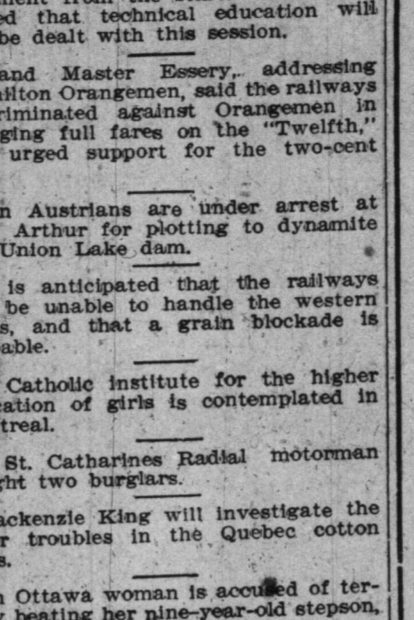 ed that technical education will
be dealt with this session.
and Master Essery, addressing
ilton Orangemen, said the railways
riminated against Orangemen in
ging full fares on the "Twelfth,"
urged support for the two-cent
n Austrians are under arrest at
Arthur for plotting to dynamite
Union Lake dam.
is anticipated that the railways
be unable to handle the western
s, and that a grain blockade is
able.
Catholic institute for the higher
cation of girls is contemplated in
treal.
St. Catharines Radial motorman
ght two burglars.
ackenzie King will investigate the
r troubles in the Quebec cotton
s.
n Ottawa woman is accused of ter-
y beating her nine-year-old stepson,